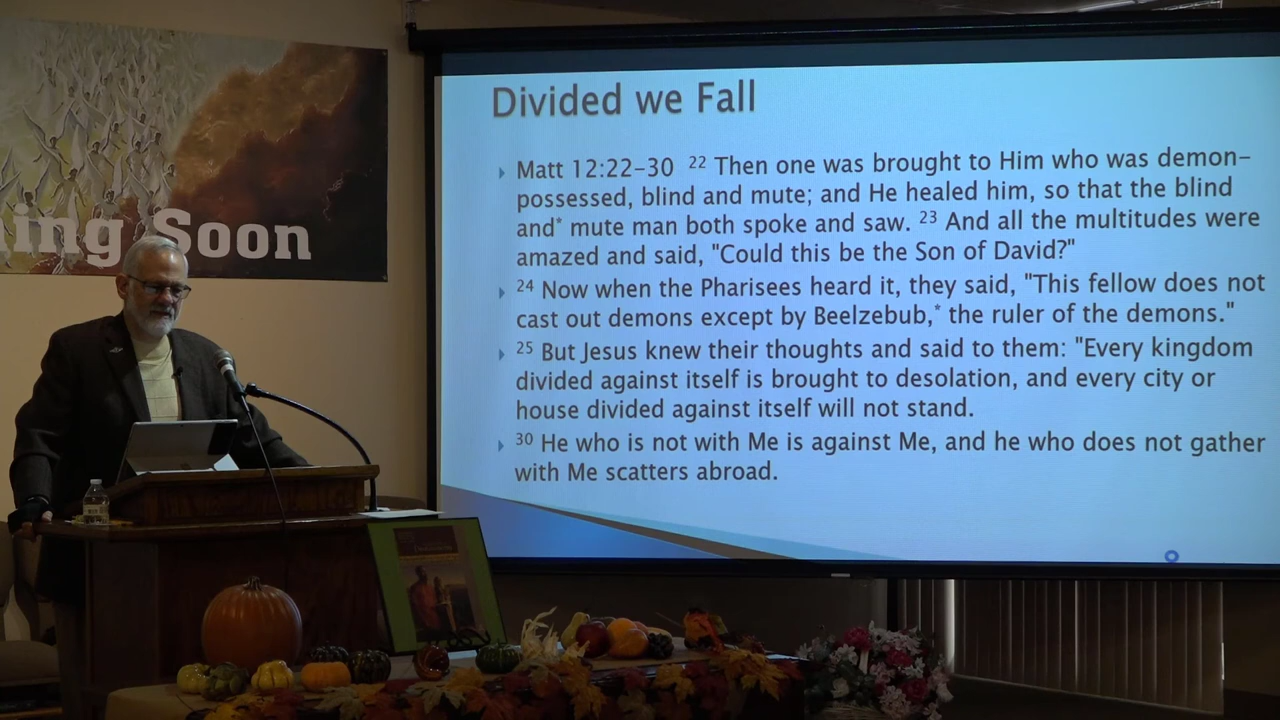 ing Soon
Divided we Fall
Matt 12:22-30 22 Then one was brought to Him who was demon-
possessed, blind and mute; and He healed him, so that the blind
and* mute man both spoke and saw. 23 And all the multitudes were
amazed and said, "Could this be the Son of David?"
24 Now when the Pharisees heard it, they said, "This fellow does not
cast out demons except by Beelzebub,* the ruler of the demons."
25 But Jesus knew their thoughts and said to them: "Every kingdom
divided against itself is brought to desolation, and every city or
house divided against itself will not stand.
30 He who is not with Me is against Me, and he who does not gather
with Me scatters abroad.